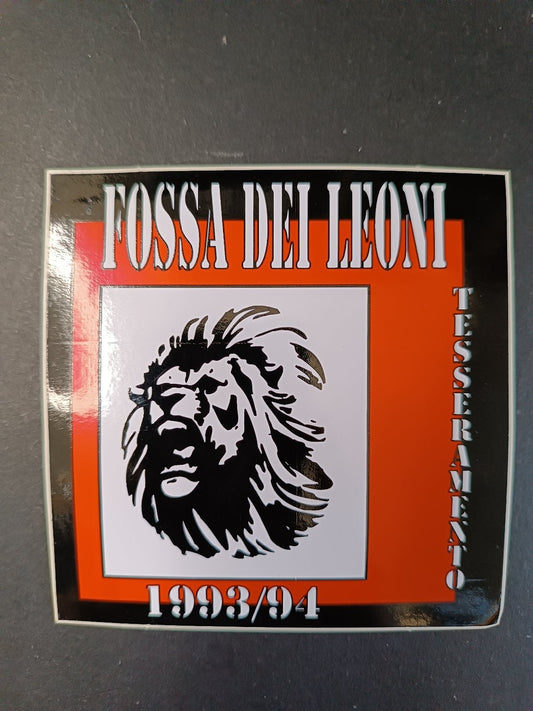 FOSSA DEI LEONI
TESSERAMENTO
1993/94